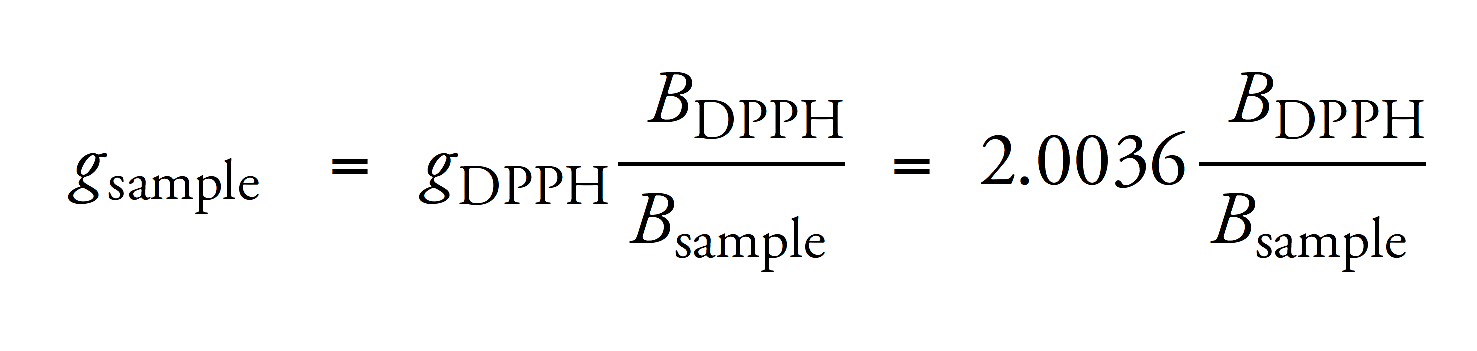 g_sample = g_DPPH B_DPPH / B_sample = 2.0036 B_DPPH / B_sample